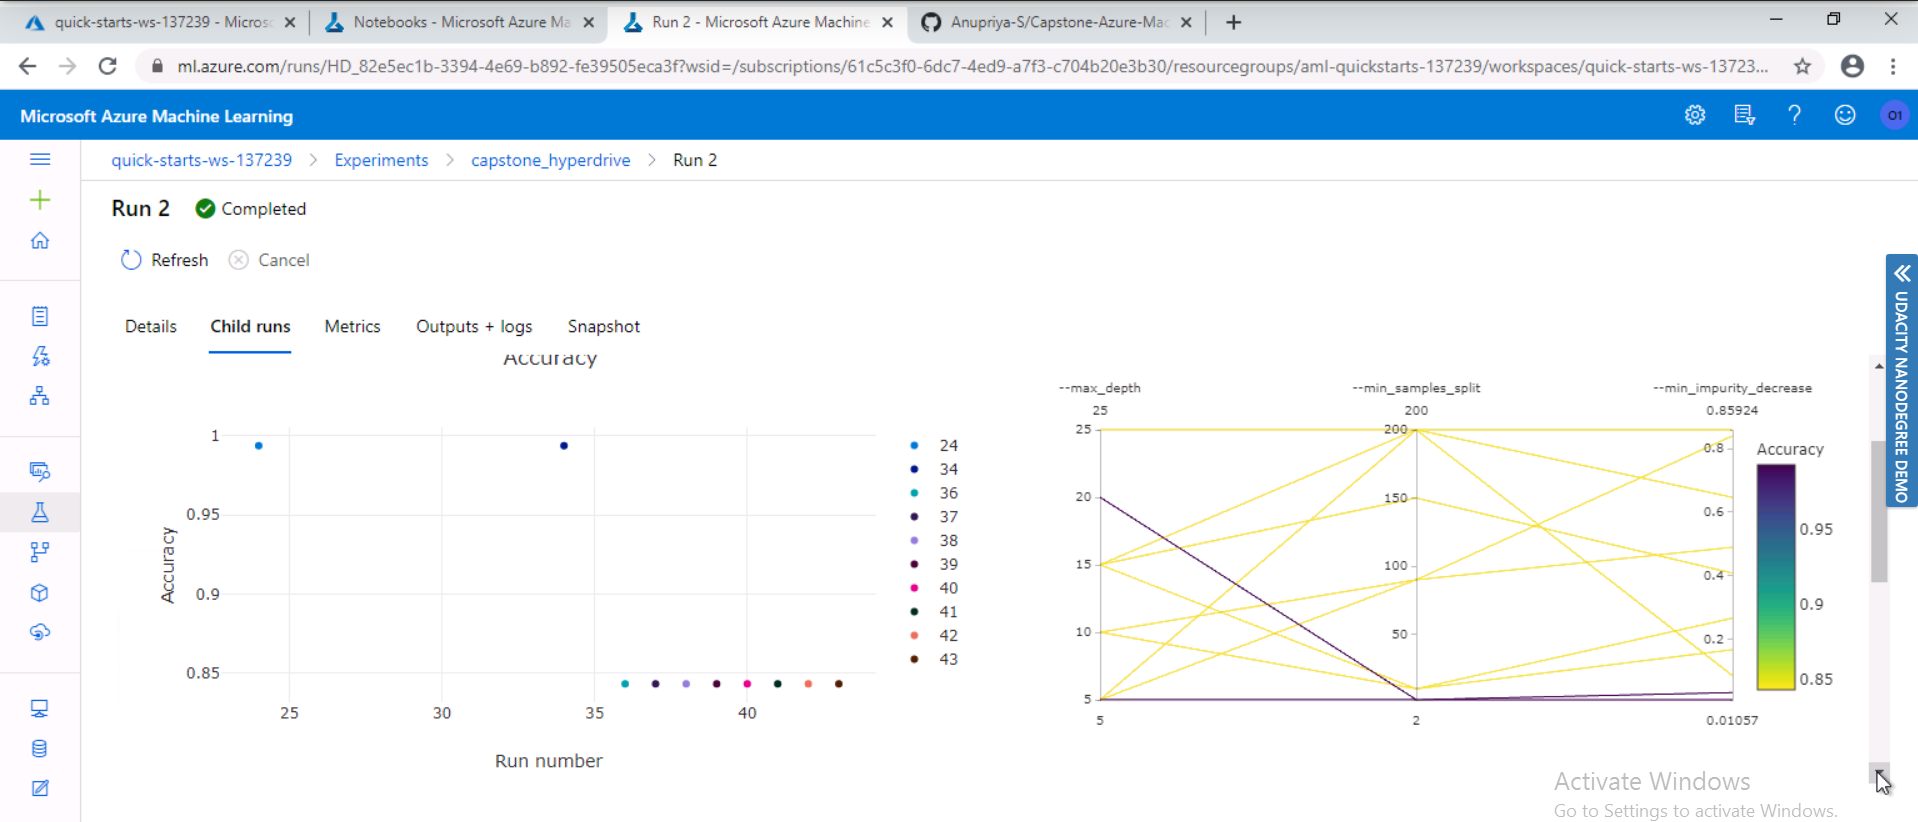 quick-starts-ws-137239 - Micros
Notebooks - Microsoft Azure Ma
Run 2 - Microsoft Azure Machine
Anupriya-S/Capstone-Azure-Mac
ml.azure.com/runs/HD_82e5ec1b-3394-4e69-b892-fe39505eca3f?wsid=/subscriptions/61c5c3f0-6dc7-4ed9-a7f3-c704b20e3b30/resourcegroups/aml-quickstarts-137239/workspaces/quick-starts-ws-13723...
Microsoft Azure Machine Learning
O1
quick-starts-ws-137239 > Experiments > capstone_hyperdrive > Run 2
Run 2 Completed
Refresh Cancel
Details Child runs Metrics Outputs + logs Snapshot
Accuracy
Accuracy
1
0.95
0.9
0.85
25 30 35 40
Run number
24
34
36
37
38
39
40
41
42
43
--max_depth --min_samples_split --min_impurity_decrease
25 200 0.85924
25
20
15
10
5
200
150
100
50
0.8
0.6
0.4
0.2
5 2 0.01057
Accuracy
0.95
0.9
0.85
UDACITY NANODEGREE DEMO
Activate Windows
Go to Settings to activate Windows.